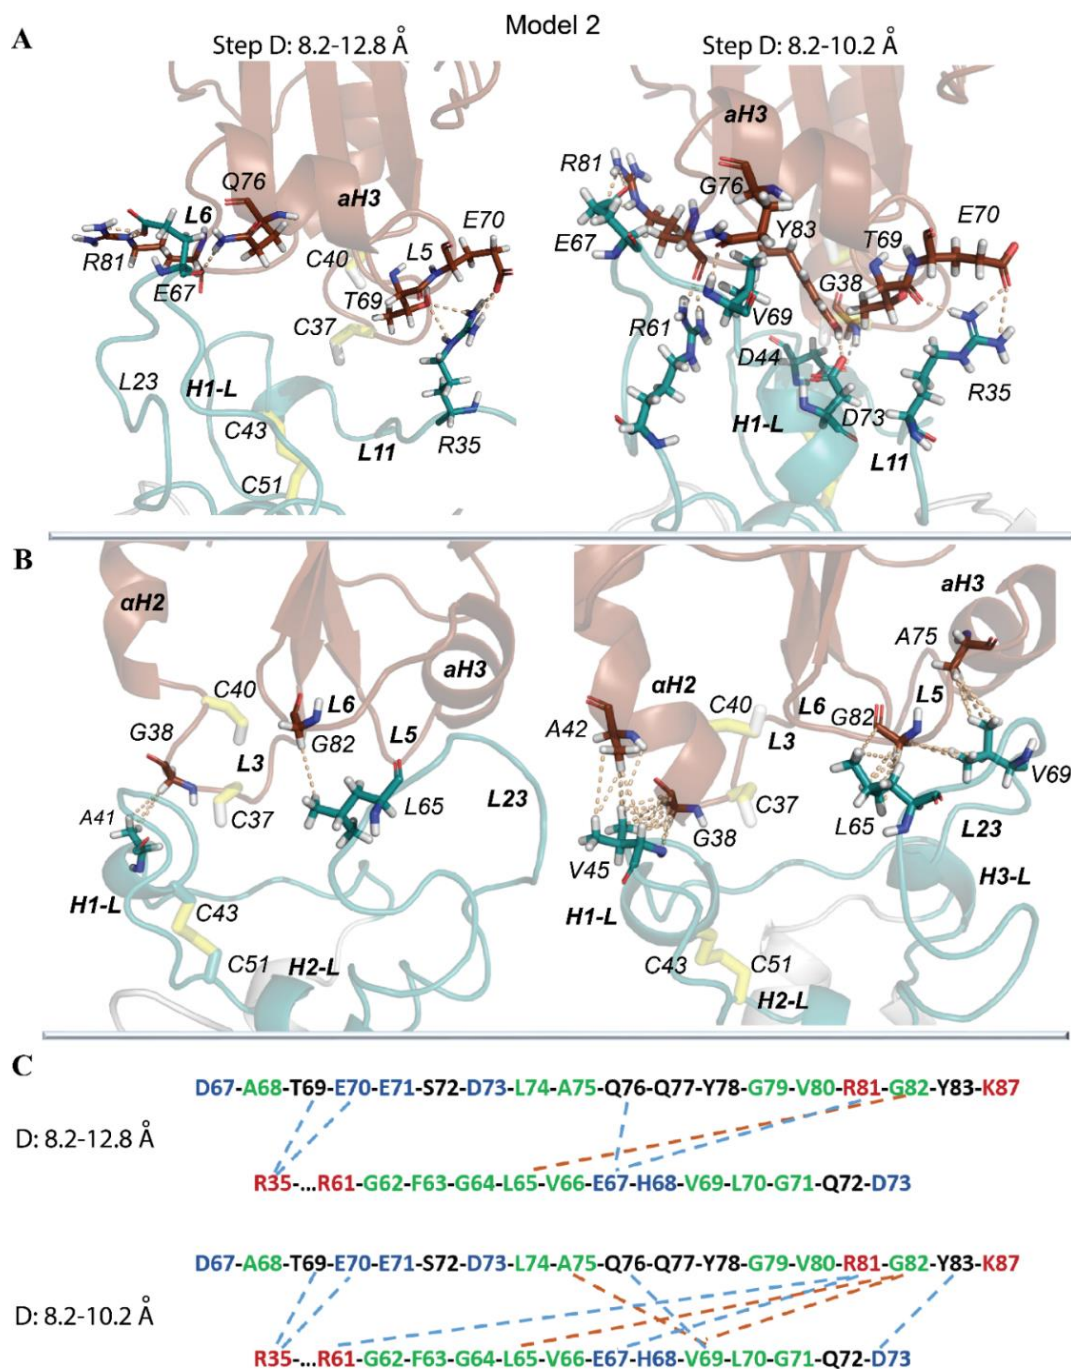 Model 2
A
Step D: 8.2-12.8 Å
Step D: 8.2-10.2 Å
Q76
L6
aH3
E70
R81
C40
L5
E67
T69
C37
L23
H1-L
C43
R35
L11
C51
aH3
R81
G76
E70
Y83
T69
E67
G38
V69
R61
D44
R35
H1-L
D73
L11
B
αH2
aH3
C40
L6
G38
G82
L5
L3
A41
C37
L65
L23
H1-L
C43
C51
H2-L
aH3
A75
αH2
C40
L6
L5
A42
G82
L3
V69
C37
L65
G38
L23
V45
H3-L
H1-L
C43
C51
H2-L
C
D67-A68-T69-E70-E71-S72-D73-L74-A75-Q76-Q77-Y78-G79-V80-R81-G82-Y83-K87
D: 8.2-12.8 Å
R35-...R61-G62-F63-G64-L65-V66-E67-H68-V69-L70-G71-Q72-D73
D67-A68-T69-E70-E71-S72-D73-L74-A75-Q76-Q77-Y78-G79-V80-R81-G82-Y83-K87
D: 8.2-10.2 Å
R35-...R61-G62-F63-G64-L65-V66-E67-H68-V69-L70-G71-Q72-D73